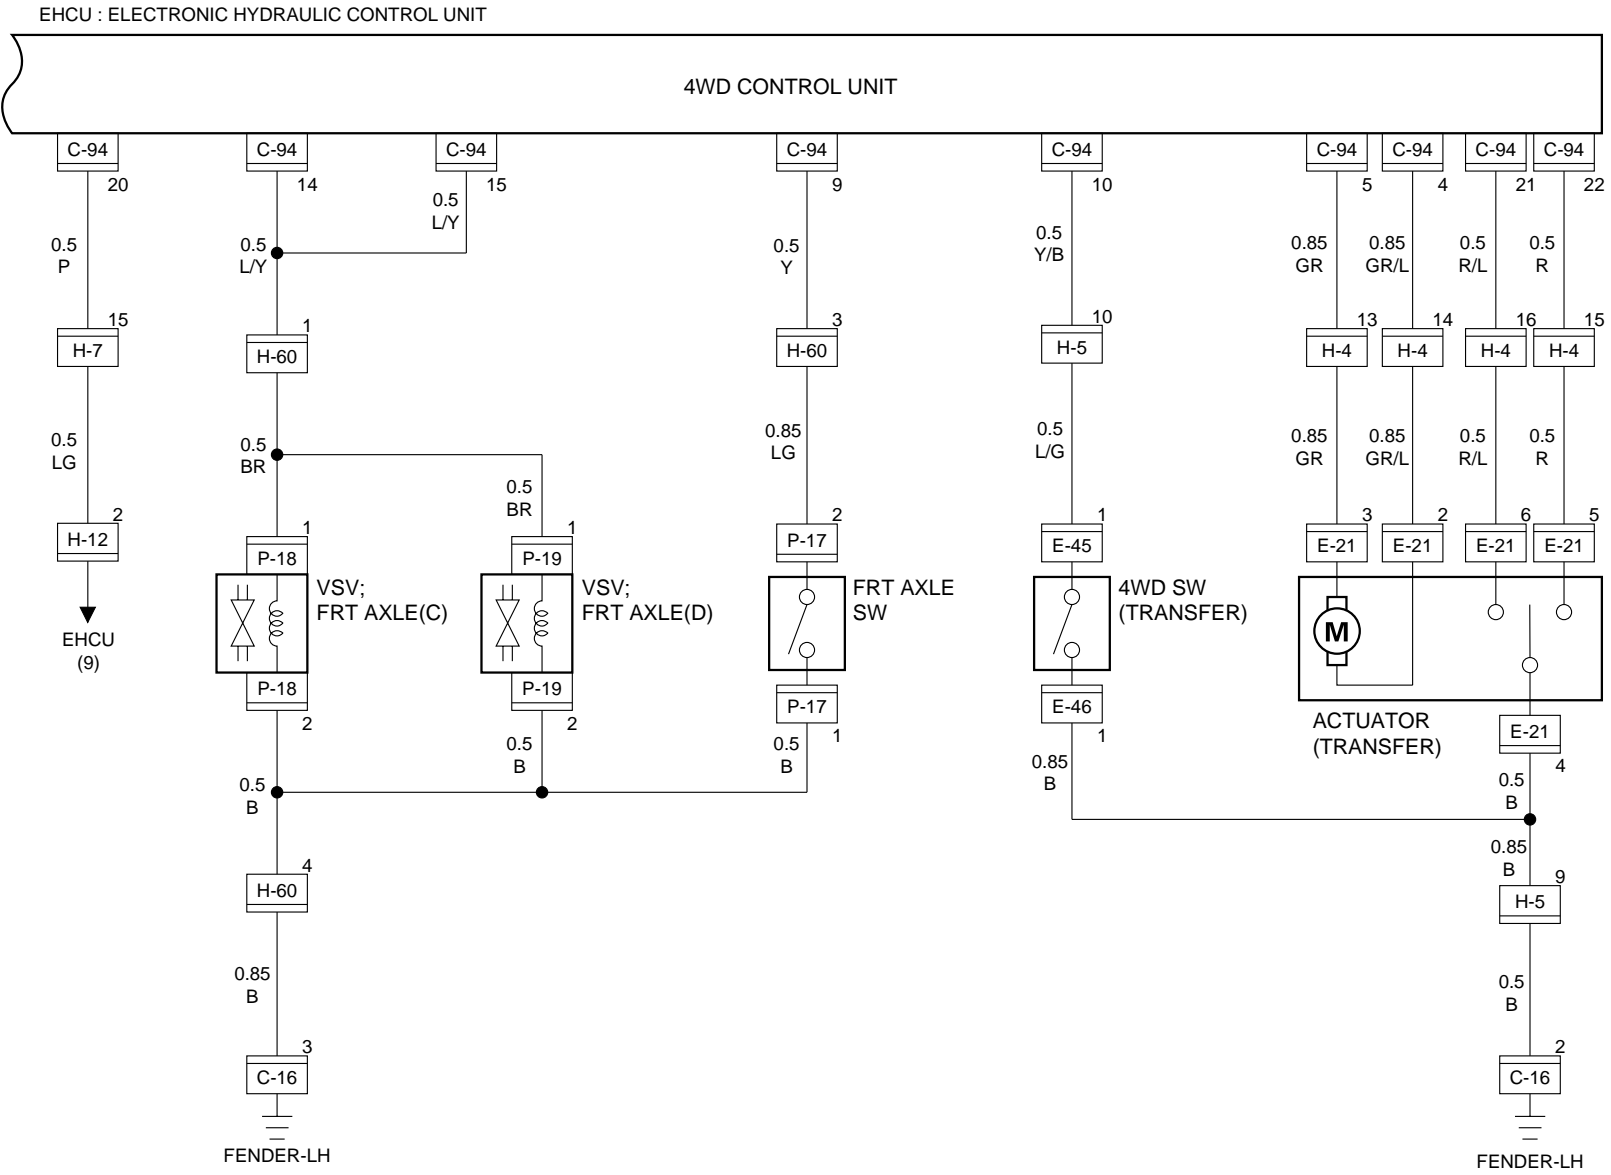 EHCU : ELECTRONIC HYDRAULIC CONTROL UNIT
4WD CONTROL UNIT
C-94 C-94 C-94 C-94 C-94 C-94 C-94 C-94 C-94
20 14 15 9 10 5 4 21 22
0.5
L/Y
0.5
P
0.5
L/Y
0.5
Y
0.5
Y/B
0.85
GR
0.85
GR/L
0.5
R/L
0.5
R
15 1 3 10 13 14 16 15
H-7 H-60 H-60 H-5 H-4 H-4 H-4 H-4
0.5
LG
0.5
BR
0.85
LG
0.5
L/G
0.85
GR
0.85
GR/L
0.5
R/L
0.5
R
0.5
BR
2 1 1 2 1 3 2 6 5
H-12 P-18 P-19 P-17 E-45 E-21 E-21 E-21 E-21
EHCU
(9)
VSV;
FRT AXLE(C)
VSV;
FRT AXLE(D)
FRT AXLE
SW
4WD SW
(TRANSFER)
M
P-18 P-19 P-17 E-46
2 2 1 1
ACTUATOR
(TRANSFER)
E-21
4
0.5
B
0.5
B
0.5
B
0.85
B
0.5
B
0.85
B
4
H-60
9
H-5
0.85
B
0.5
B
3
C-16
2
C-16
FENDER-LH
FENDER-LH